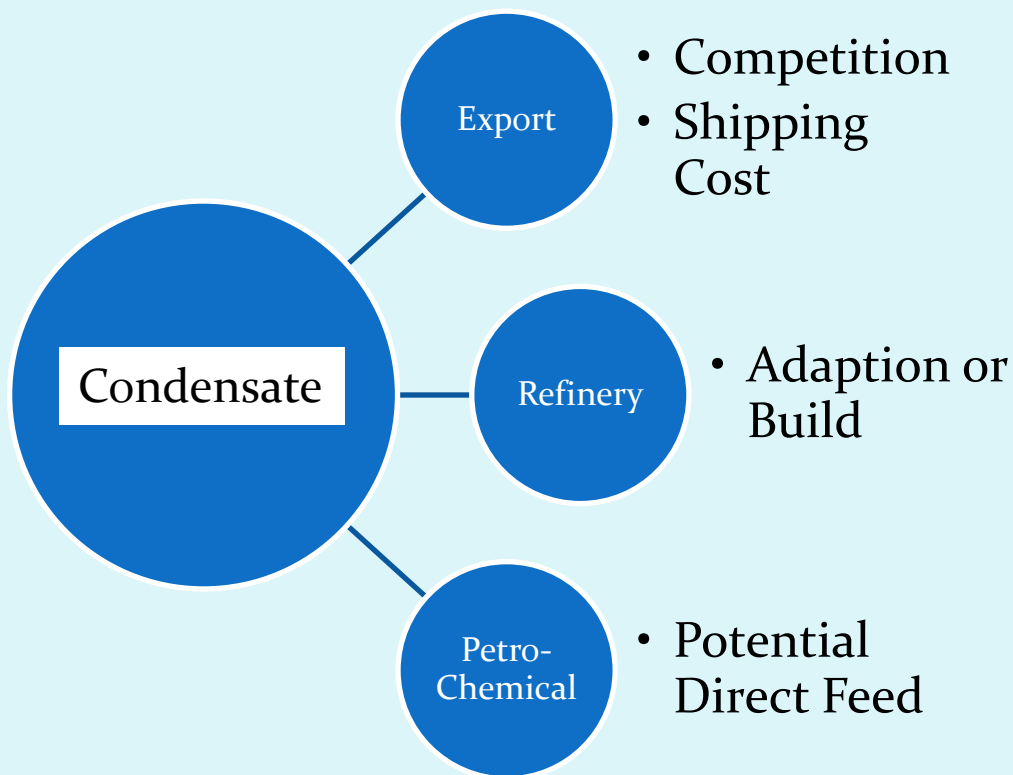 Condensate
Export
• Competition
• Shipping
Cost
Refinery
• Adaption or
Build
Petro-
Chemical
• Potential
Direct Feed